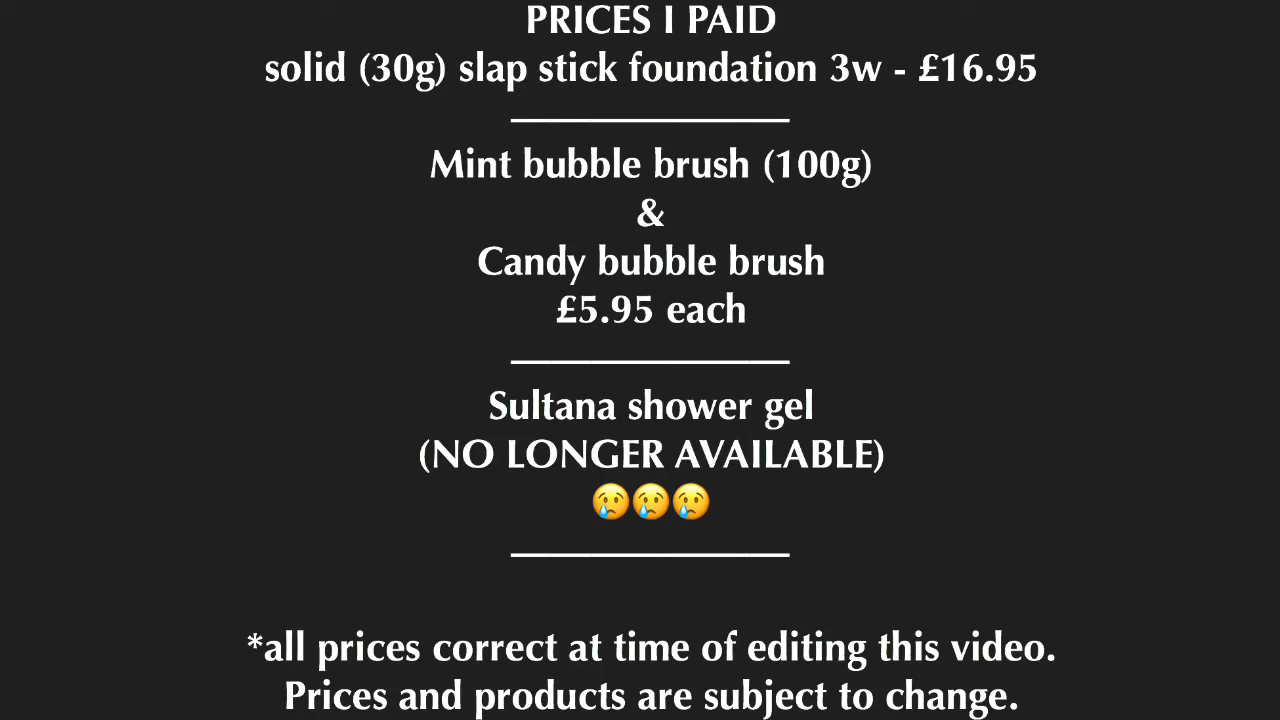 PRICES I PAID
solid (30g) slap stick foundation 3w - £16.95
Mint bubble brush (100g)
&
Candy bubble brush
£5.95 each
Sultana shower gel
(NO LONGER AVAILABLE)
😢😢😢
*all prices correct at time of editing this video.
Prices and products are subject to change.